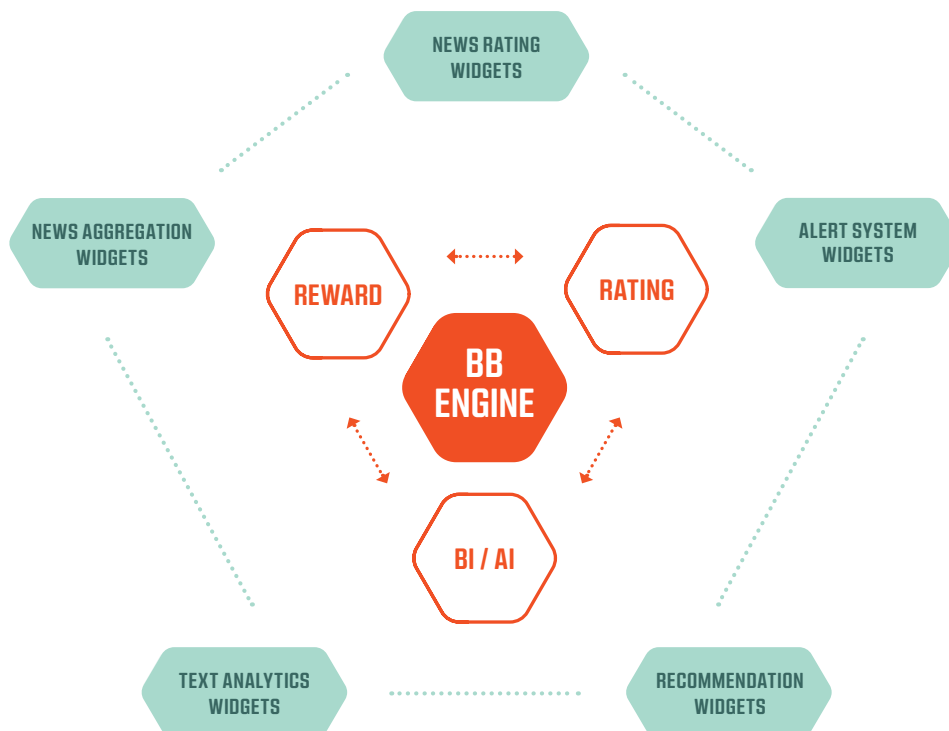 NEWS RATING
WIDGETS
NEWS AGGREGATION
WIDGETS
ALERT SYSTEM
WIDGETS
REWARD
RATING
BB
ENGINE
BI / AI
TEXT ANALYTICS
WIDGETS
RECOMMENDATION
WIDGETS